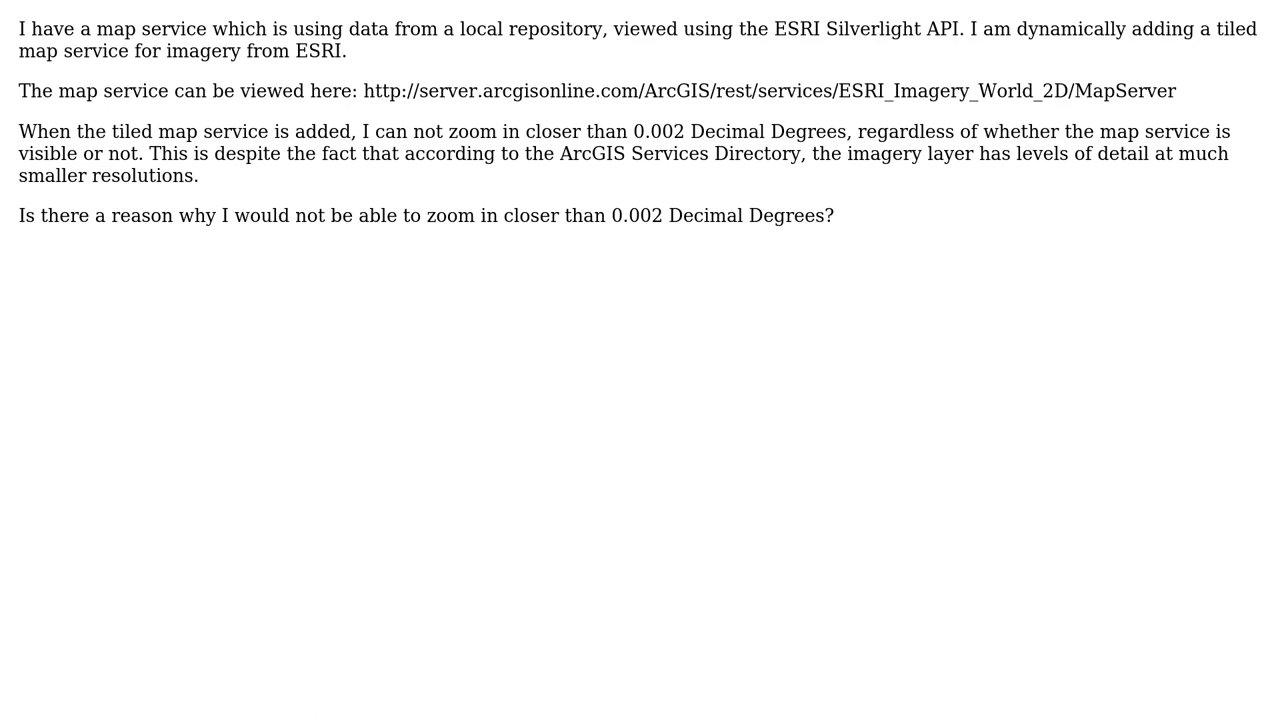 I have a map service which is using data from a local repository, viewed using the ESRI Silverlight API. I am dynamically adding a tiled
map service for imagery from ESRI.
The map service can be viewed here: http://server.arcgisonline.com/ArcGIS/rest/services/ESRI_Imagery_World_2D/MapServer
When the tiled map service is added, I can not zoom in closer than 0.002 Decimal Degrees, regardless of whether the map service is
visible or not. This is despite the fact that according to the ArcGIS Services Directory, the imagery layer has levels of detail at much
smaller resolutions.
Is there a reason why I would not be able to zoom in closer than 0.002 Decimal Degrees?